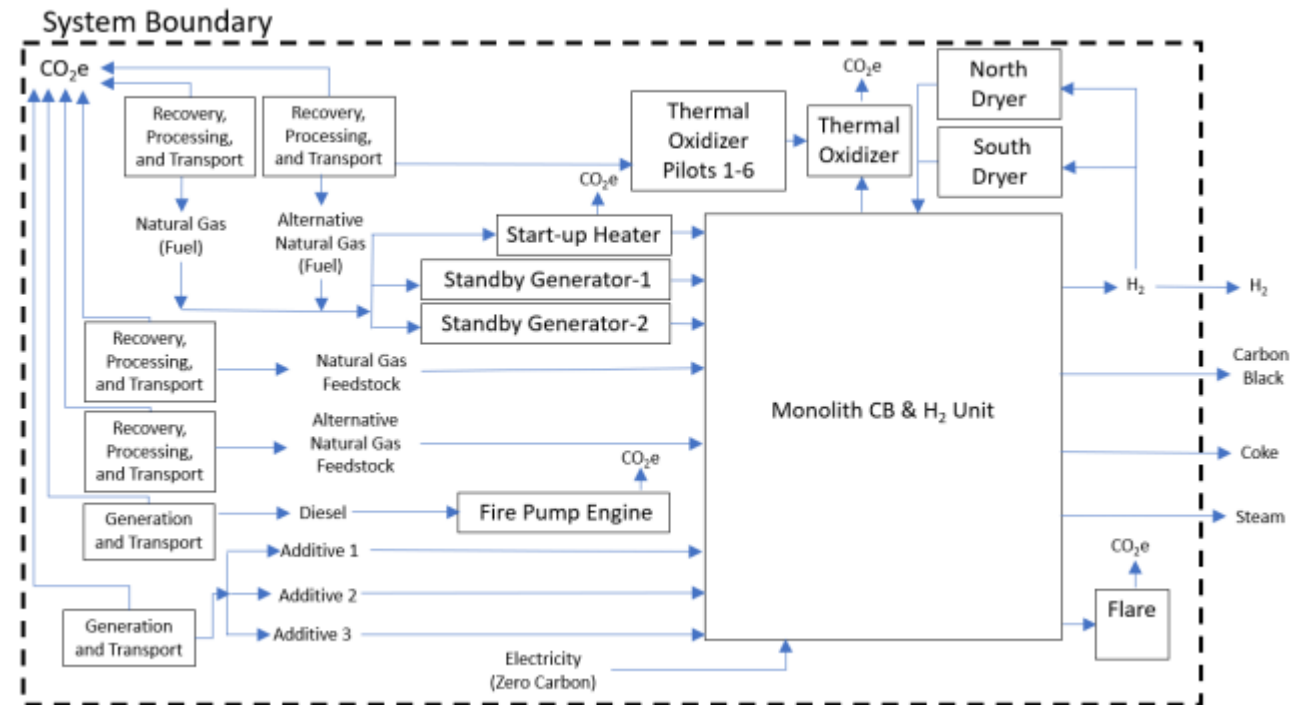 System Boundary
CO₂e
Recovery,
Processing,
and Transport
Recovery,
Processing,
and Transport
Natural Gas
(Fuel)
Alternative
Natural Gas
(Fuel)
Thermal
Oxidizer
Pilots 1-6
CO₂e
Thermal
Oxidizer
North
Dryer
South
Dryer
CO₂e
Start-up Heater
Standby Generator-1
Standby Generator-2
Recovery,
Processing,
and Transport
Natural Gas
Feedstock
Recovery,
Processing,
and Transport
Alternative
Natural Gas
Feedstock
Monolith CB & H₂ Unit
H₂
H₂
Carbon
Black
Coke
Steam
Generation
and Transport
Diesel
CO₂e
Fire Pump Engine
Generation
and Transport
Additive 1
Additive 2
Additive 3
Electricity
(Zero Carbon)
CO₂e
Flare